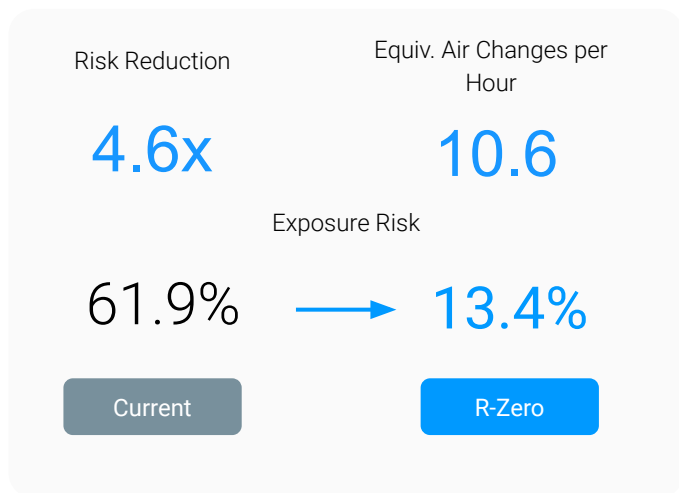 Risk Reduction
Equiv. Air Changes per
Hour
4.6x
10.6
Exposure Risk
61.9%
13.4%
Current
R-Zero